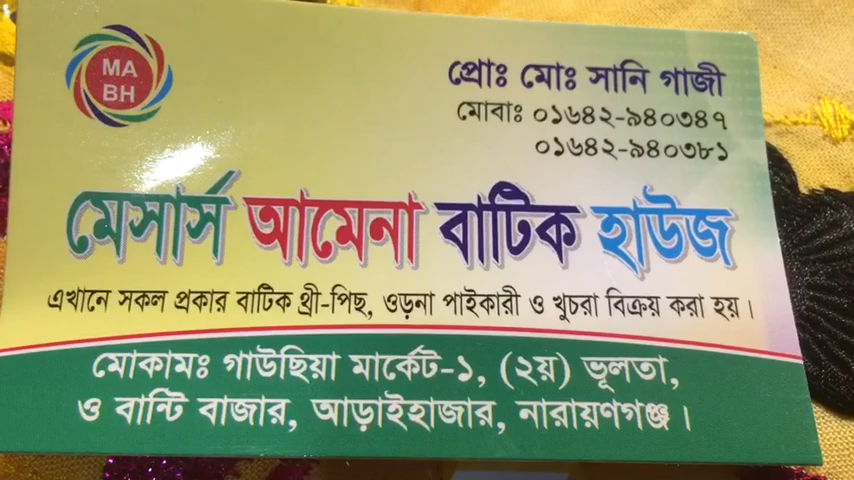 MA
BH
প্রোঃ মোঃ সানি গাজী
মোবাঃ ০১৬৪২-৯৪০৩৪৭
০১৬৪২-৯৪০৩৮১
মেসার্স আমেনা বাটিক হাউজ
এখানে সকল প্রকার বাটিক থ্রী-পিছ, ওড়না পাইকারী ও খুচরা বিক্রয় করা হয়।
মোকামঃ গাউছিয়া মার্কেট-১, (২য়) ভূলতা,
ও বান্টি বাজার, আড়াইহাজার, নারায়ণগঞ্জ।